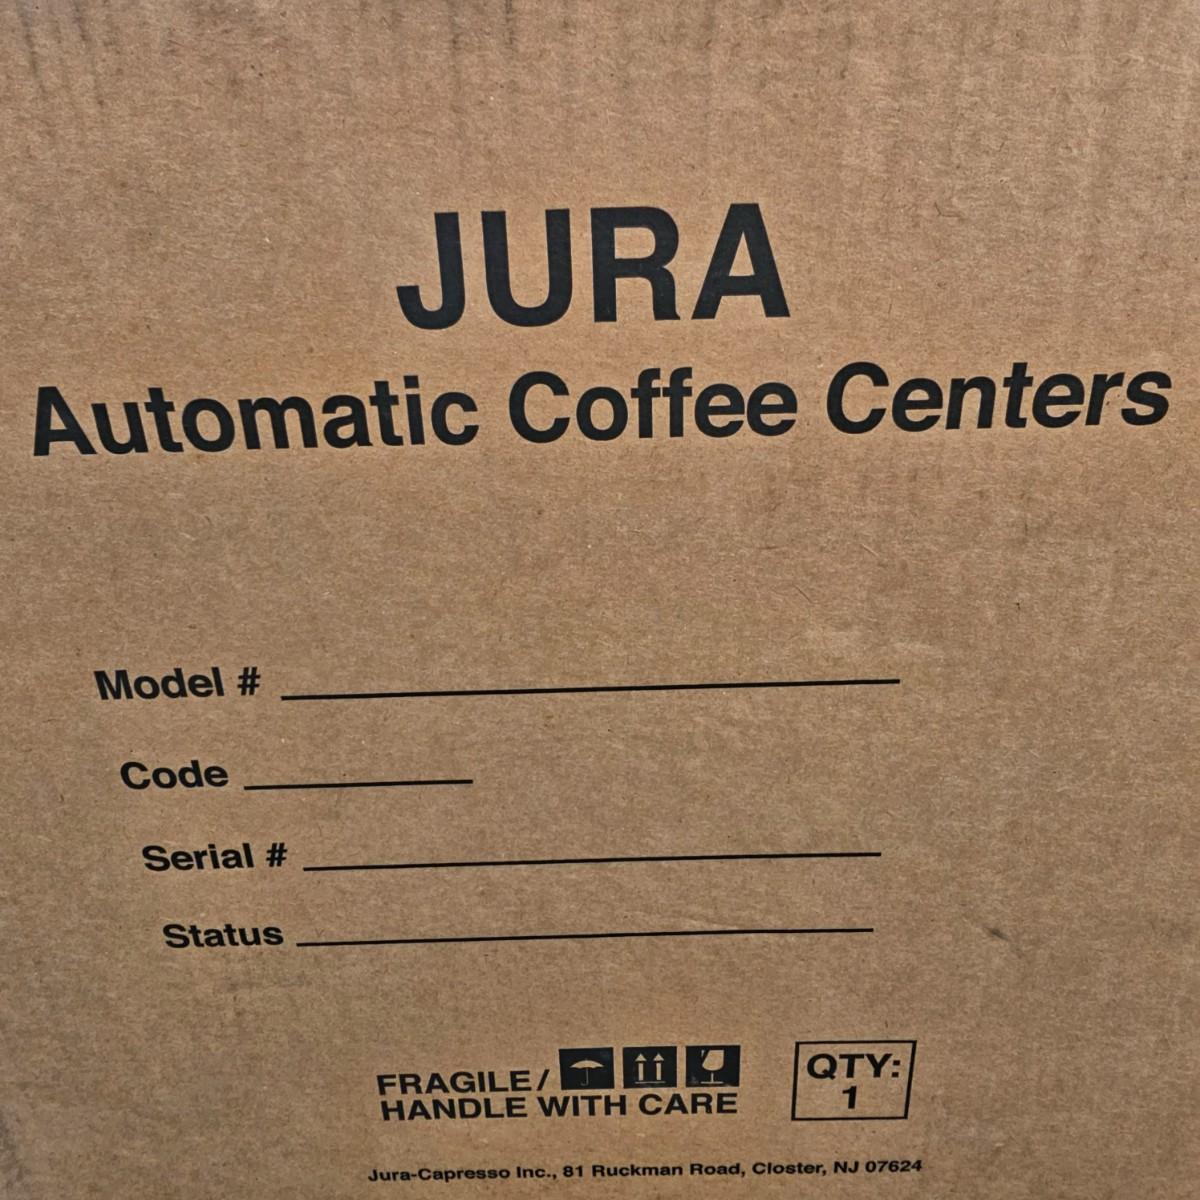 JURA
Automatic Coffee Centers
Model #
Code
Serial #
Status
FRAGILE/
HANDLE WITH CARE
QTY:
1
Jura-Capresso Inc., 81 Ruckman Road, Closter, NJ 07624